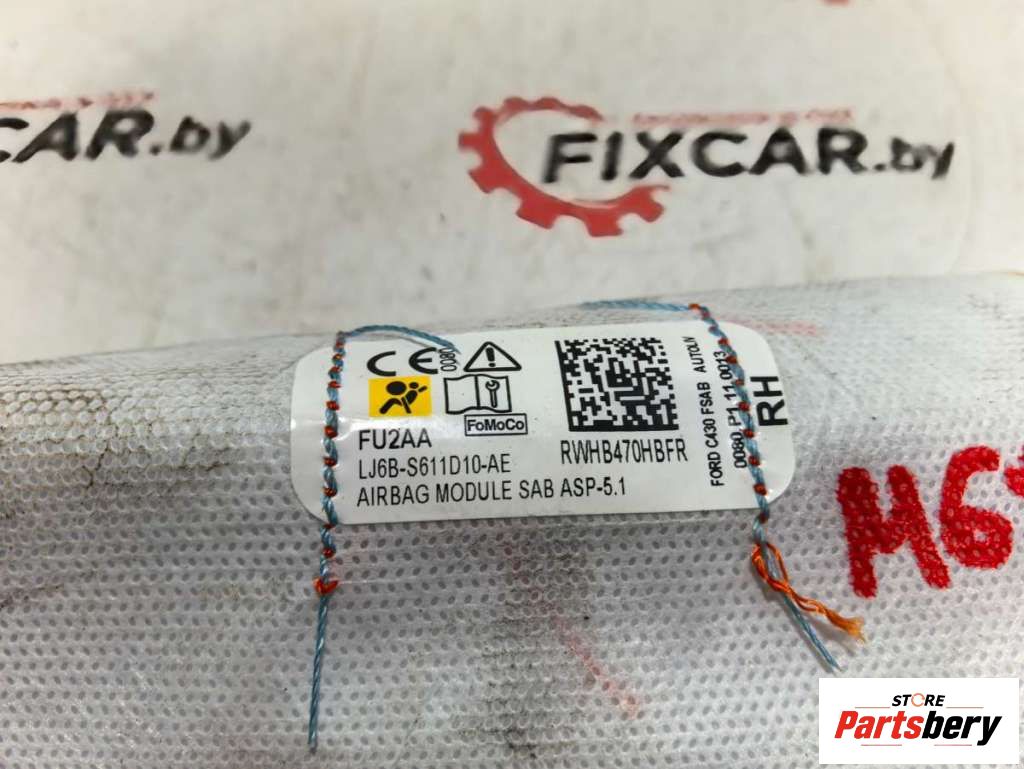 CAR.by
FIXCAR.by
CE
0080
FoMoCo
FU2AA
LJ6B-S611D10-AE
AIRBAG MODULE SAB ASP-5.1
RWHB470HBFR
FORD C430 FSAB AUTOLIV
0080.P1.11.0013
RH
M6
STORE
Partsbery